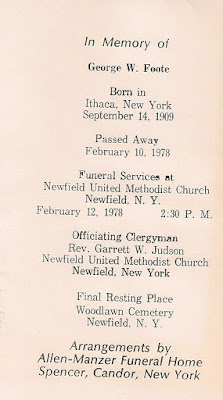 In Memory of
George W. Foote
Born in
Ithaca, New York
September 14, 1909
Passed Away
February 10, 1978
Funeral Services at
Newfield United Methodist Church
Newfield, N. Y.
February 12, 1978 2:30 P. M.
Officiating Clergyman
Rev. Garrett W. Judson
Newfield United Methodist Church
Newfield, New York
Final Resting Place
Woodlawn Cemetery
Newfield, N. Y.
Arrangements by
Allen-Manzer Funeral Home
Spencer, Candor, New York